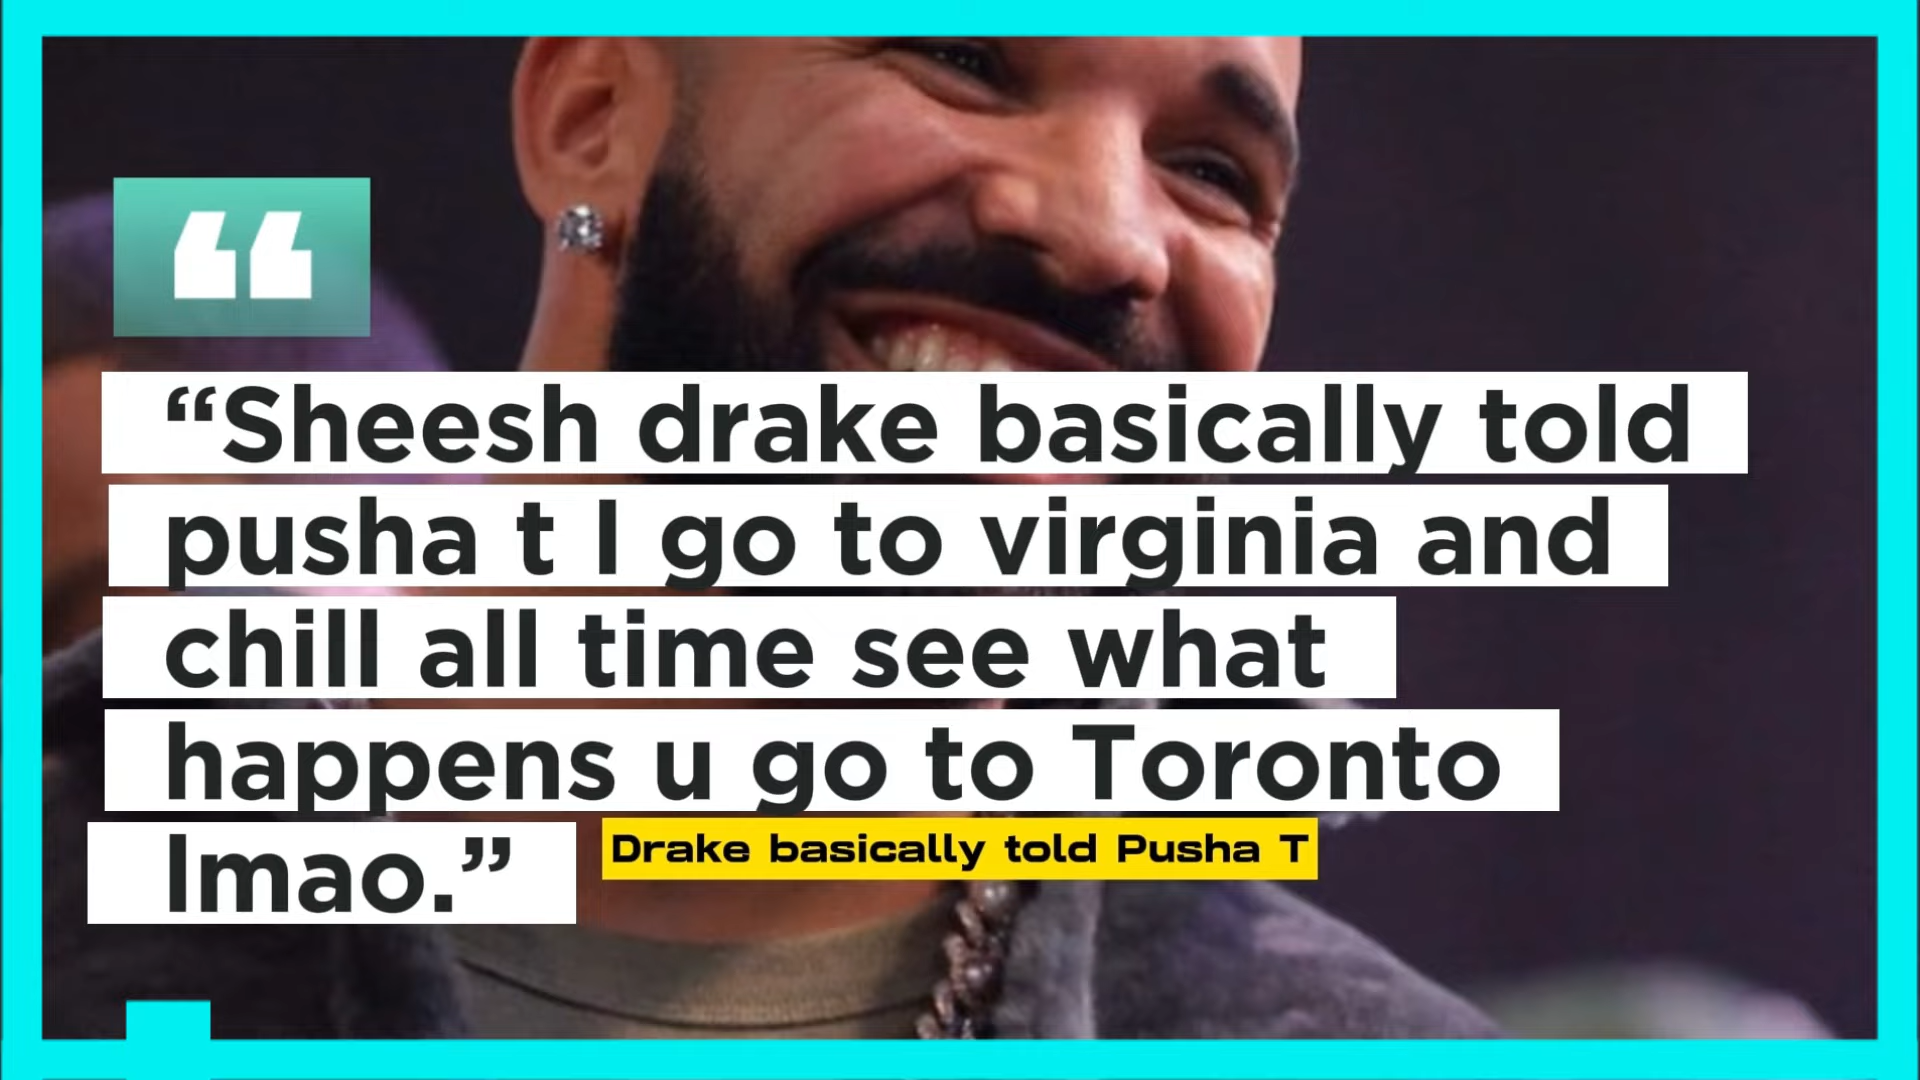 “Sheesh drake basically told
pusha t I go to virginia and
chill all time see what
happens u go to Toronto
lmao.”
Drake basically told Pusha T